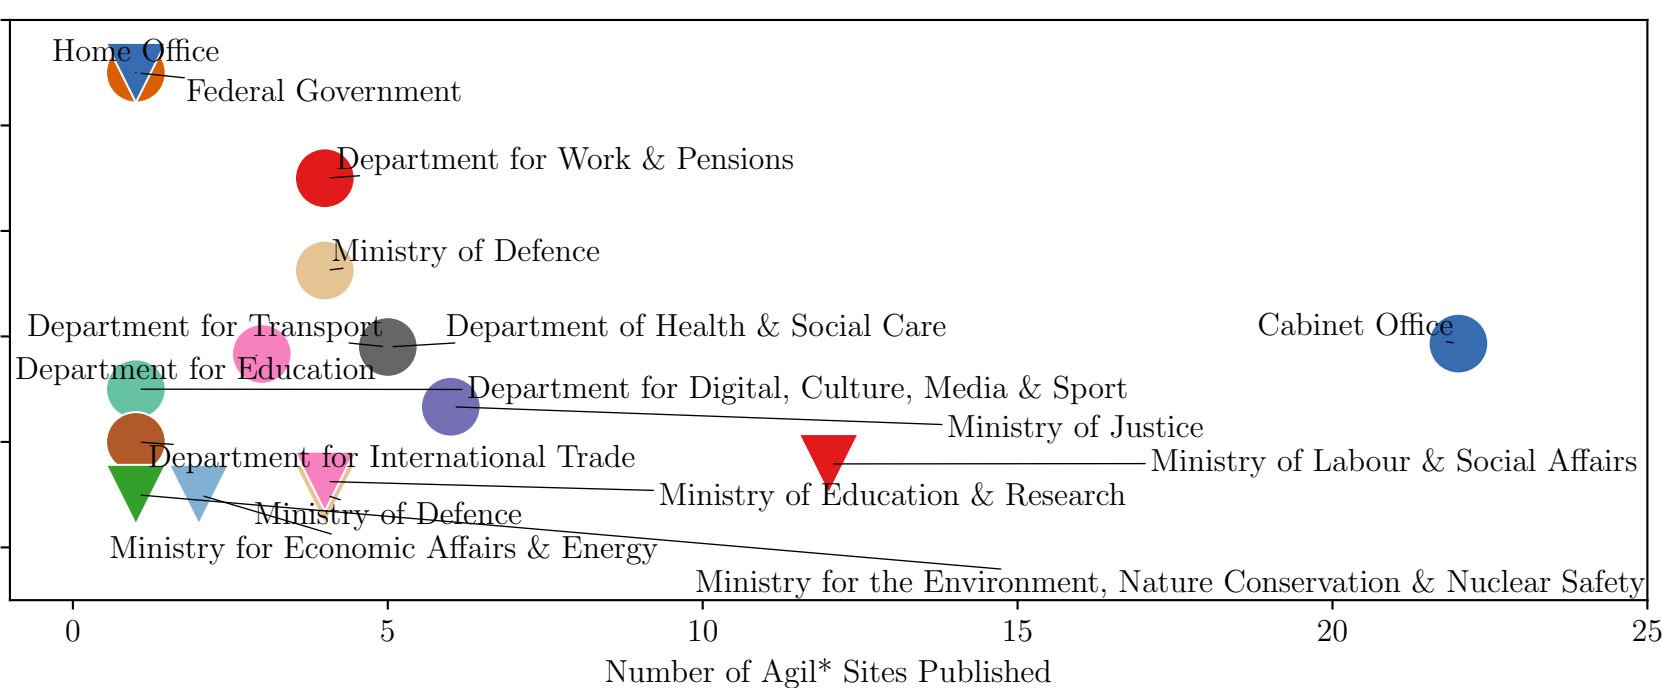 Home Office
Federal Government
Department for Work & Pensions
Ministry of Defence
Department for Transport
Department of Health & Social Care
Cabinet Office
Department for Education
Department for Digital, Culture, Media & Sport
Ministry of Justice
Department for International Trade
Ministry of Labour & Social Affairs
Ministry of Education & Research
Ministry of Defence
Ministry for Economic Affairs & Energy
Ministry for the Environment, Nature Conservation & Nuclear Safety
0 5 10 15 20 25
Number of Agil* Sites Published